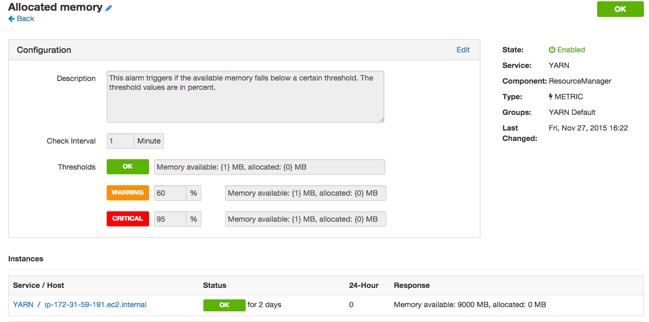 Allocated memory
OK
Back
Configuration
Edit
Description
This alarm triggers if the available memory falls below a certain threshold. The
threshold values are in percent.
Check Interval
1
Minute
Thresholds
OK
Memory available: {1} MB, allocated: {0} MB
WARNING
60
%
Memory available: {1} MB, allocated: {0} MB
CRITICAL
95
%
Memory available: {1} MB, allocated: {0} MB
State:
Enabled
Service:
YARN
Component:
ResourceManager
Type:
METRIC
Groups:
YARN Default
Last
Changed:
Fri, Nov 27, 2015 16:22
Instances
Service / Host
Status
24-Hour
Response
YARN / ip-172-31-59-191.ec2.internal
OK
for 2 days
0
Memory available: 9000 MB, allocated: 0 MB